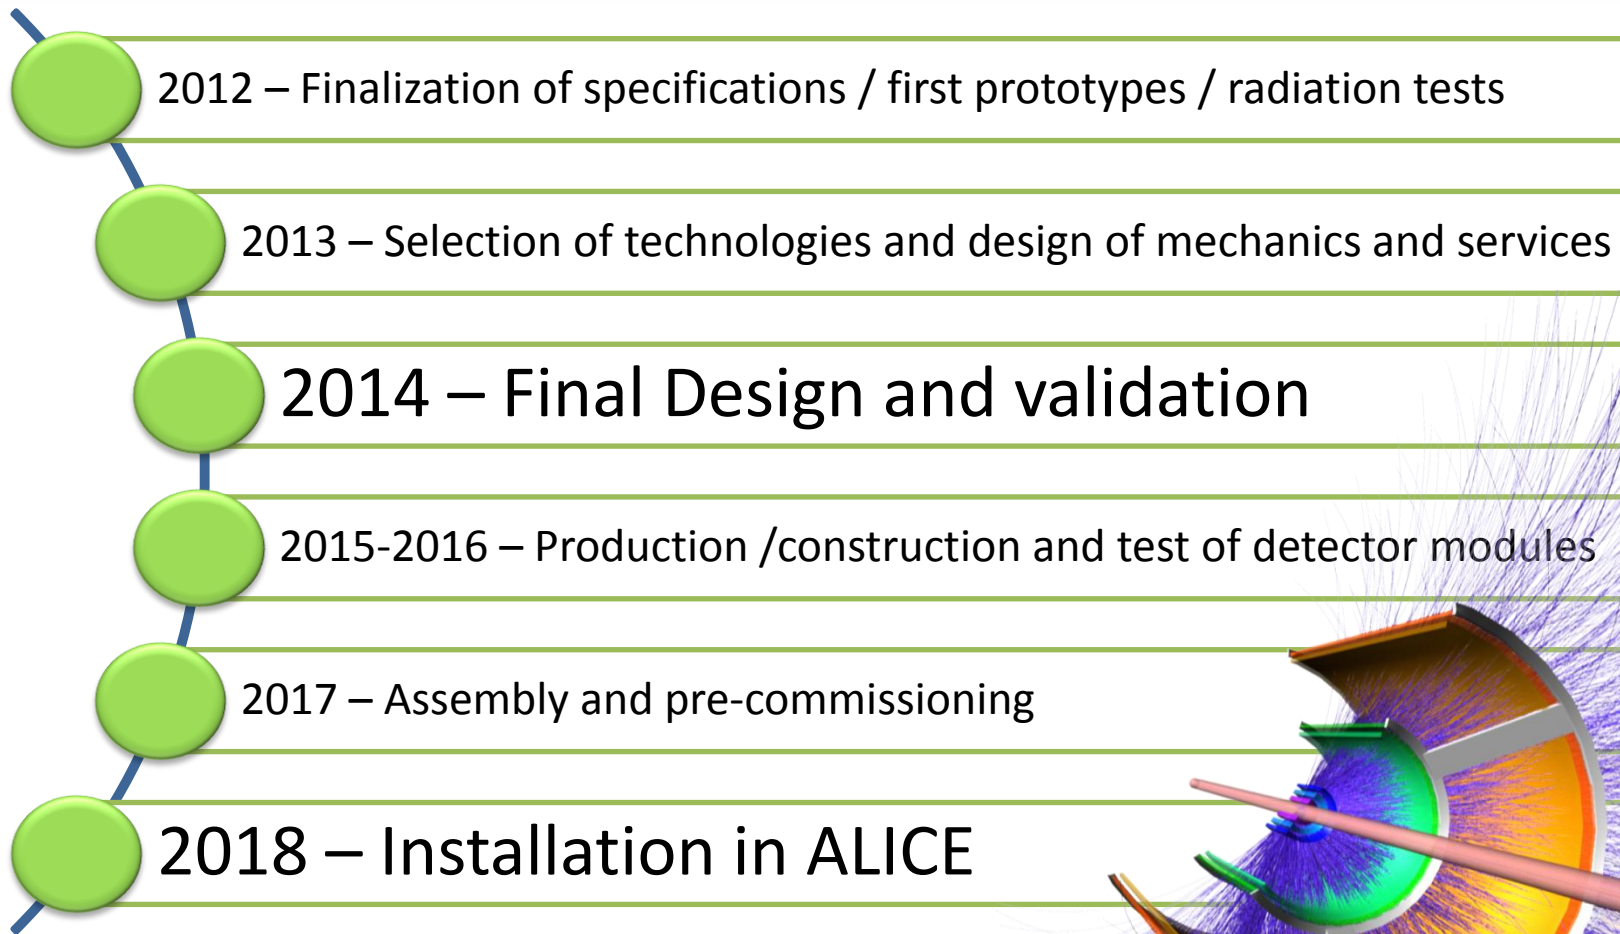 2012 – Finalization of specifications / first prototypes / radiation tests
2013 – Selection of technologies and design of mechanics and services
2014 – Final Design and validation
2015-2016 – Production /construction and test of detector modules
2017 – Assembly and pre-commissioning
2018 – Installation in ALICE